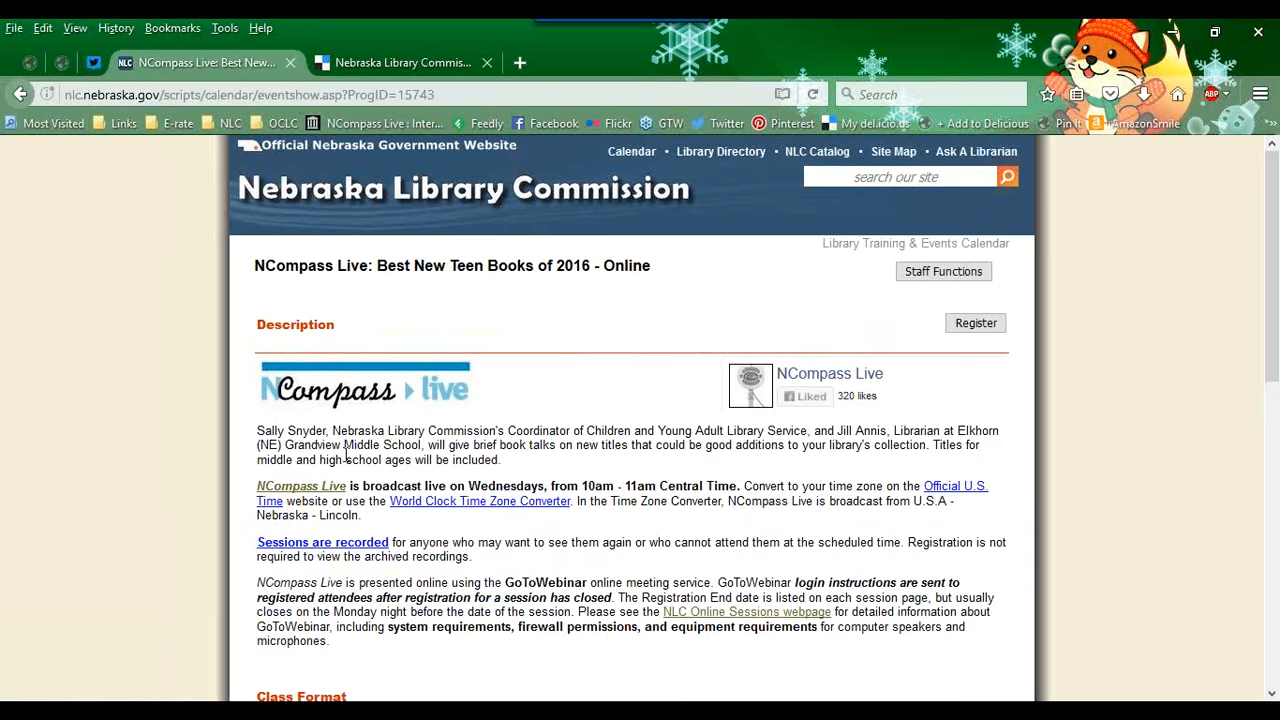 File Edit View History Bookmarks Tools Help
NLC NCompass Live: Best New... × Nebraska Library Commis... × +
nlc.nebraska.gov/scripts/calendar/eventshow.asp?ProgID=15743 Search ABP
Most Visited Links E-rate NLC OCLC NCompass Live : Inter... Feedly Facebook Flickr GTW Twitter Pinterest My del.icio.us + Add to Delicious Pin It AmazonSmile
Official Nebraska Government Website
Calendar • Library Directory • NLC Catalog • Site Map • Ask A Librarian
Nebraska Library Commission
search our site
Library Training & Events Calendar
NCompass Live: Best New Teen Books of 2016 - Online
Staff Functions
Description
Register
NCompass live
NCompass Live
Liked 320 likes
Sally Snyder, Nebraska Library Commission's Coordinator of Children and Young Adult Library Service, and Jill Annis, Librarian at Elkhorn
(NE) Grandview Middle School, will give brief book talks on new titles that could be good additions to your library's collection. Titles for
middle and high school ages will be included.
NCompass Live is broadcast live on Wednesdays, from 10am - 11am Central Time. Convert to your time zone on the Official U.S.
Time website or use the World Clock Time Zone Converter. In the Time Zone Converter, NCompass Live is broadcast from U.S.A -
Nebraska - Lincoln.
Sessions are recorded for anyone who may want to see them again or who cannot attend them at the scheduled time. Registration is not
required to view the archived recordings.
NCompass Live is presented online using the GoToWebinar online meeting service. GoToWebinar login instructions are sent to
registered attendees after registration for a session has closed. The Registration End date is listed on each session page, but usually
closes on the Monday night before the date of the session. Please see the NLC Online Sessions webpage for detailed information about
GoToWebinar, including system requirements, firewall permissions, and equipment requirements for computer speakers and
microphones.
Class Format